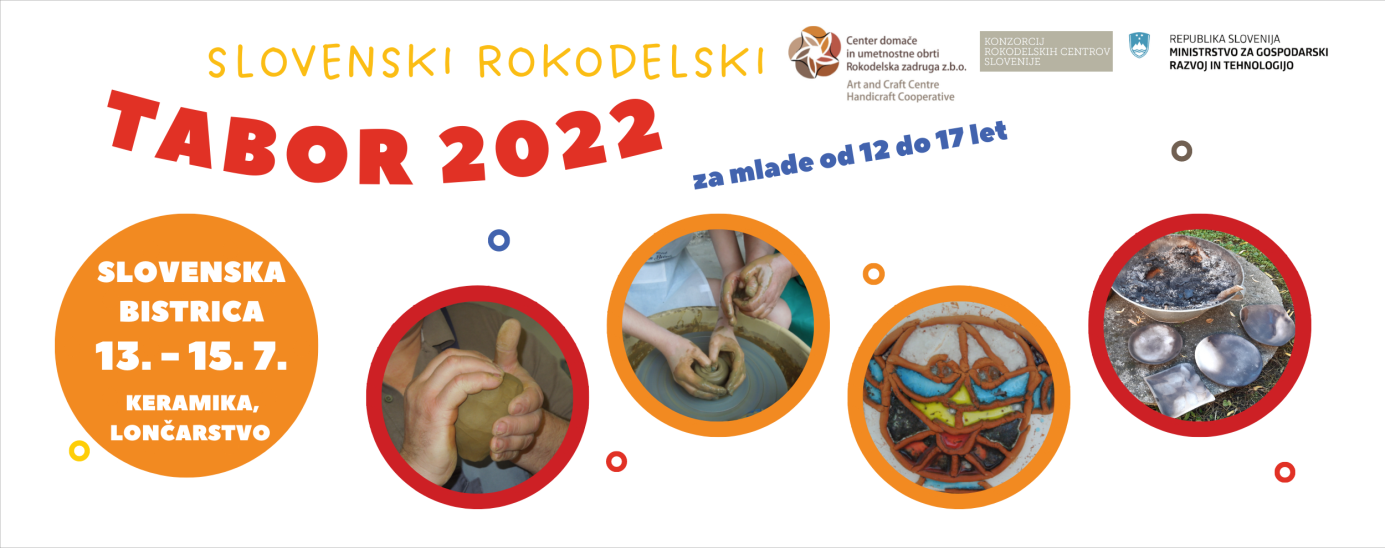 SLOVENSKI ROKODELSKI
TABOR 2022
za mlade od 12 do 17 let
Center domače
in umetnostne obrti
Rokodelska zadruga z.b.o.
Art and Craft Centre
Handicraft Cooperative
KONZORCIJ
ROKODELSKIH CENTROV
SLOVENIJE
REPUBLIKA SLOVENIJA
MINISTRSTVO ZA GOSPODARSKI
RAZVOJ IN TEHNOLOGIJO
SLOVENSKA
BISTRICA
13. – 15. 7.
KERAMIKA,
LONČARSTVO